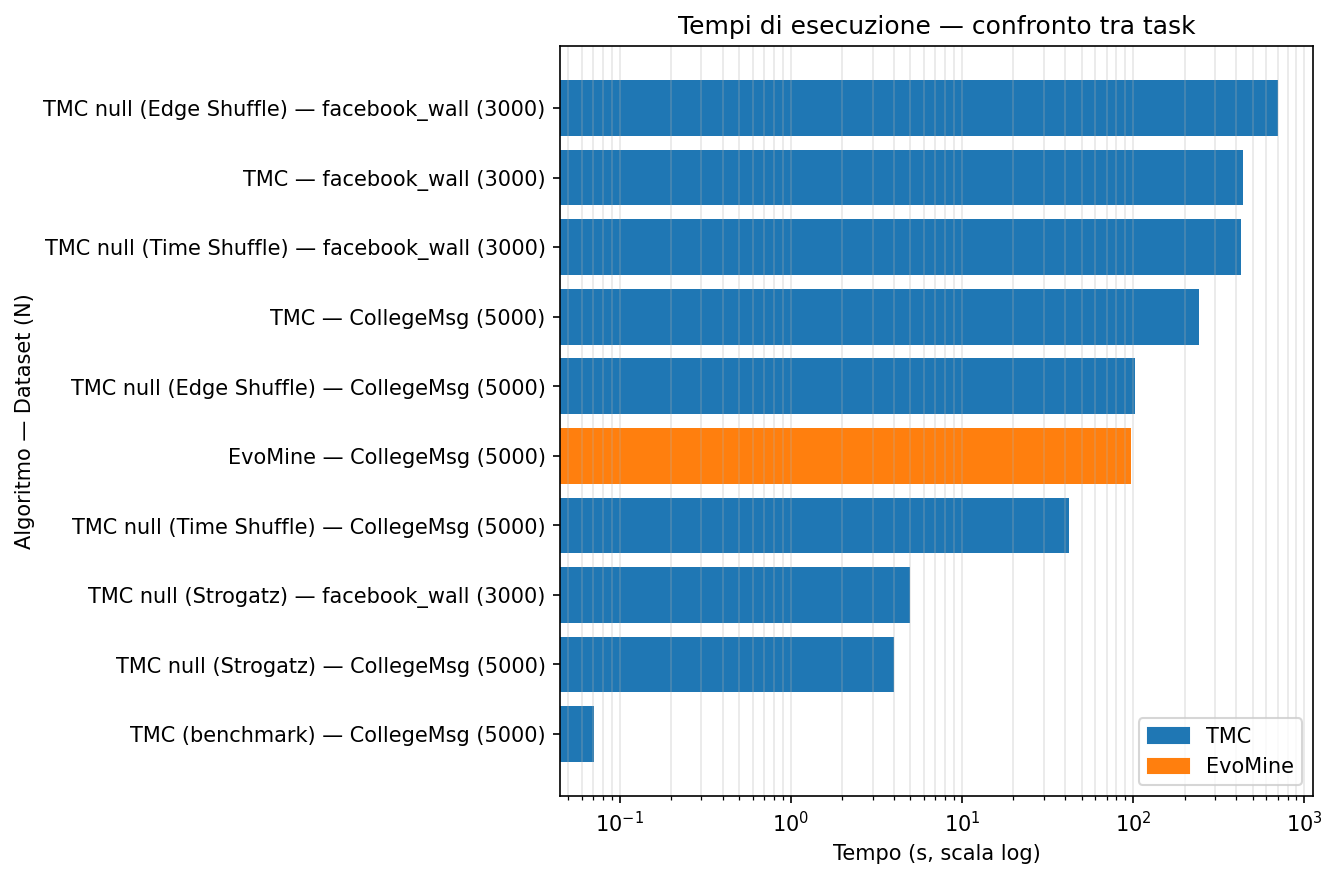 Tempi di esecuzione — confronto tra task
TMC null (Edge Shuffle) — facebook_wall (3000)
TMC — facebook_wall (3000)
TMC null (Time Shuffle) — facebook_wall (3000)
TMC — CollegeMsg (5000)
TMC null (Edge Shuffle) — CollegeMsg (5000)
EvoMine — CollegeMsg (5000)
TMC null (Time Shuffle) — CollegeMsg (5000)
TMC null (Strogatz) — facebook_wall (3000)
TMC null (Strogatz) — CollegeMsg (5000)
TMC (benchmark) — CollegeMsg (5000)
Algoritmo — Dataset (N)
TMC
EvoMine
10⁻¹ 10⁰ 10¹ 10² 10³
Tempo (s, scala log)